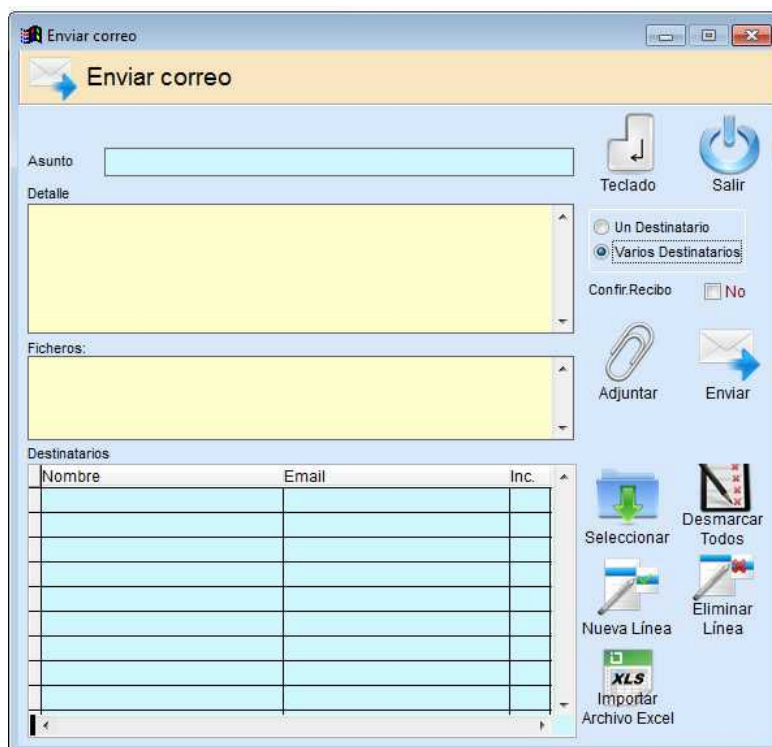 Enviar correo
Enviar correo
Asunto
Teclado
Salir
Detalle
Un Destinatario
Varios Destinatarios
Confir.Recibo
No
Ficheros:
Adjuntar
Enviar
Destinatarios
Nombre Email Inc.
Seleccionar
Desmarcar
Todos
Nueva Línea
Eliminar
Línea
XLS
Importar
Archivo Excel